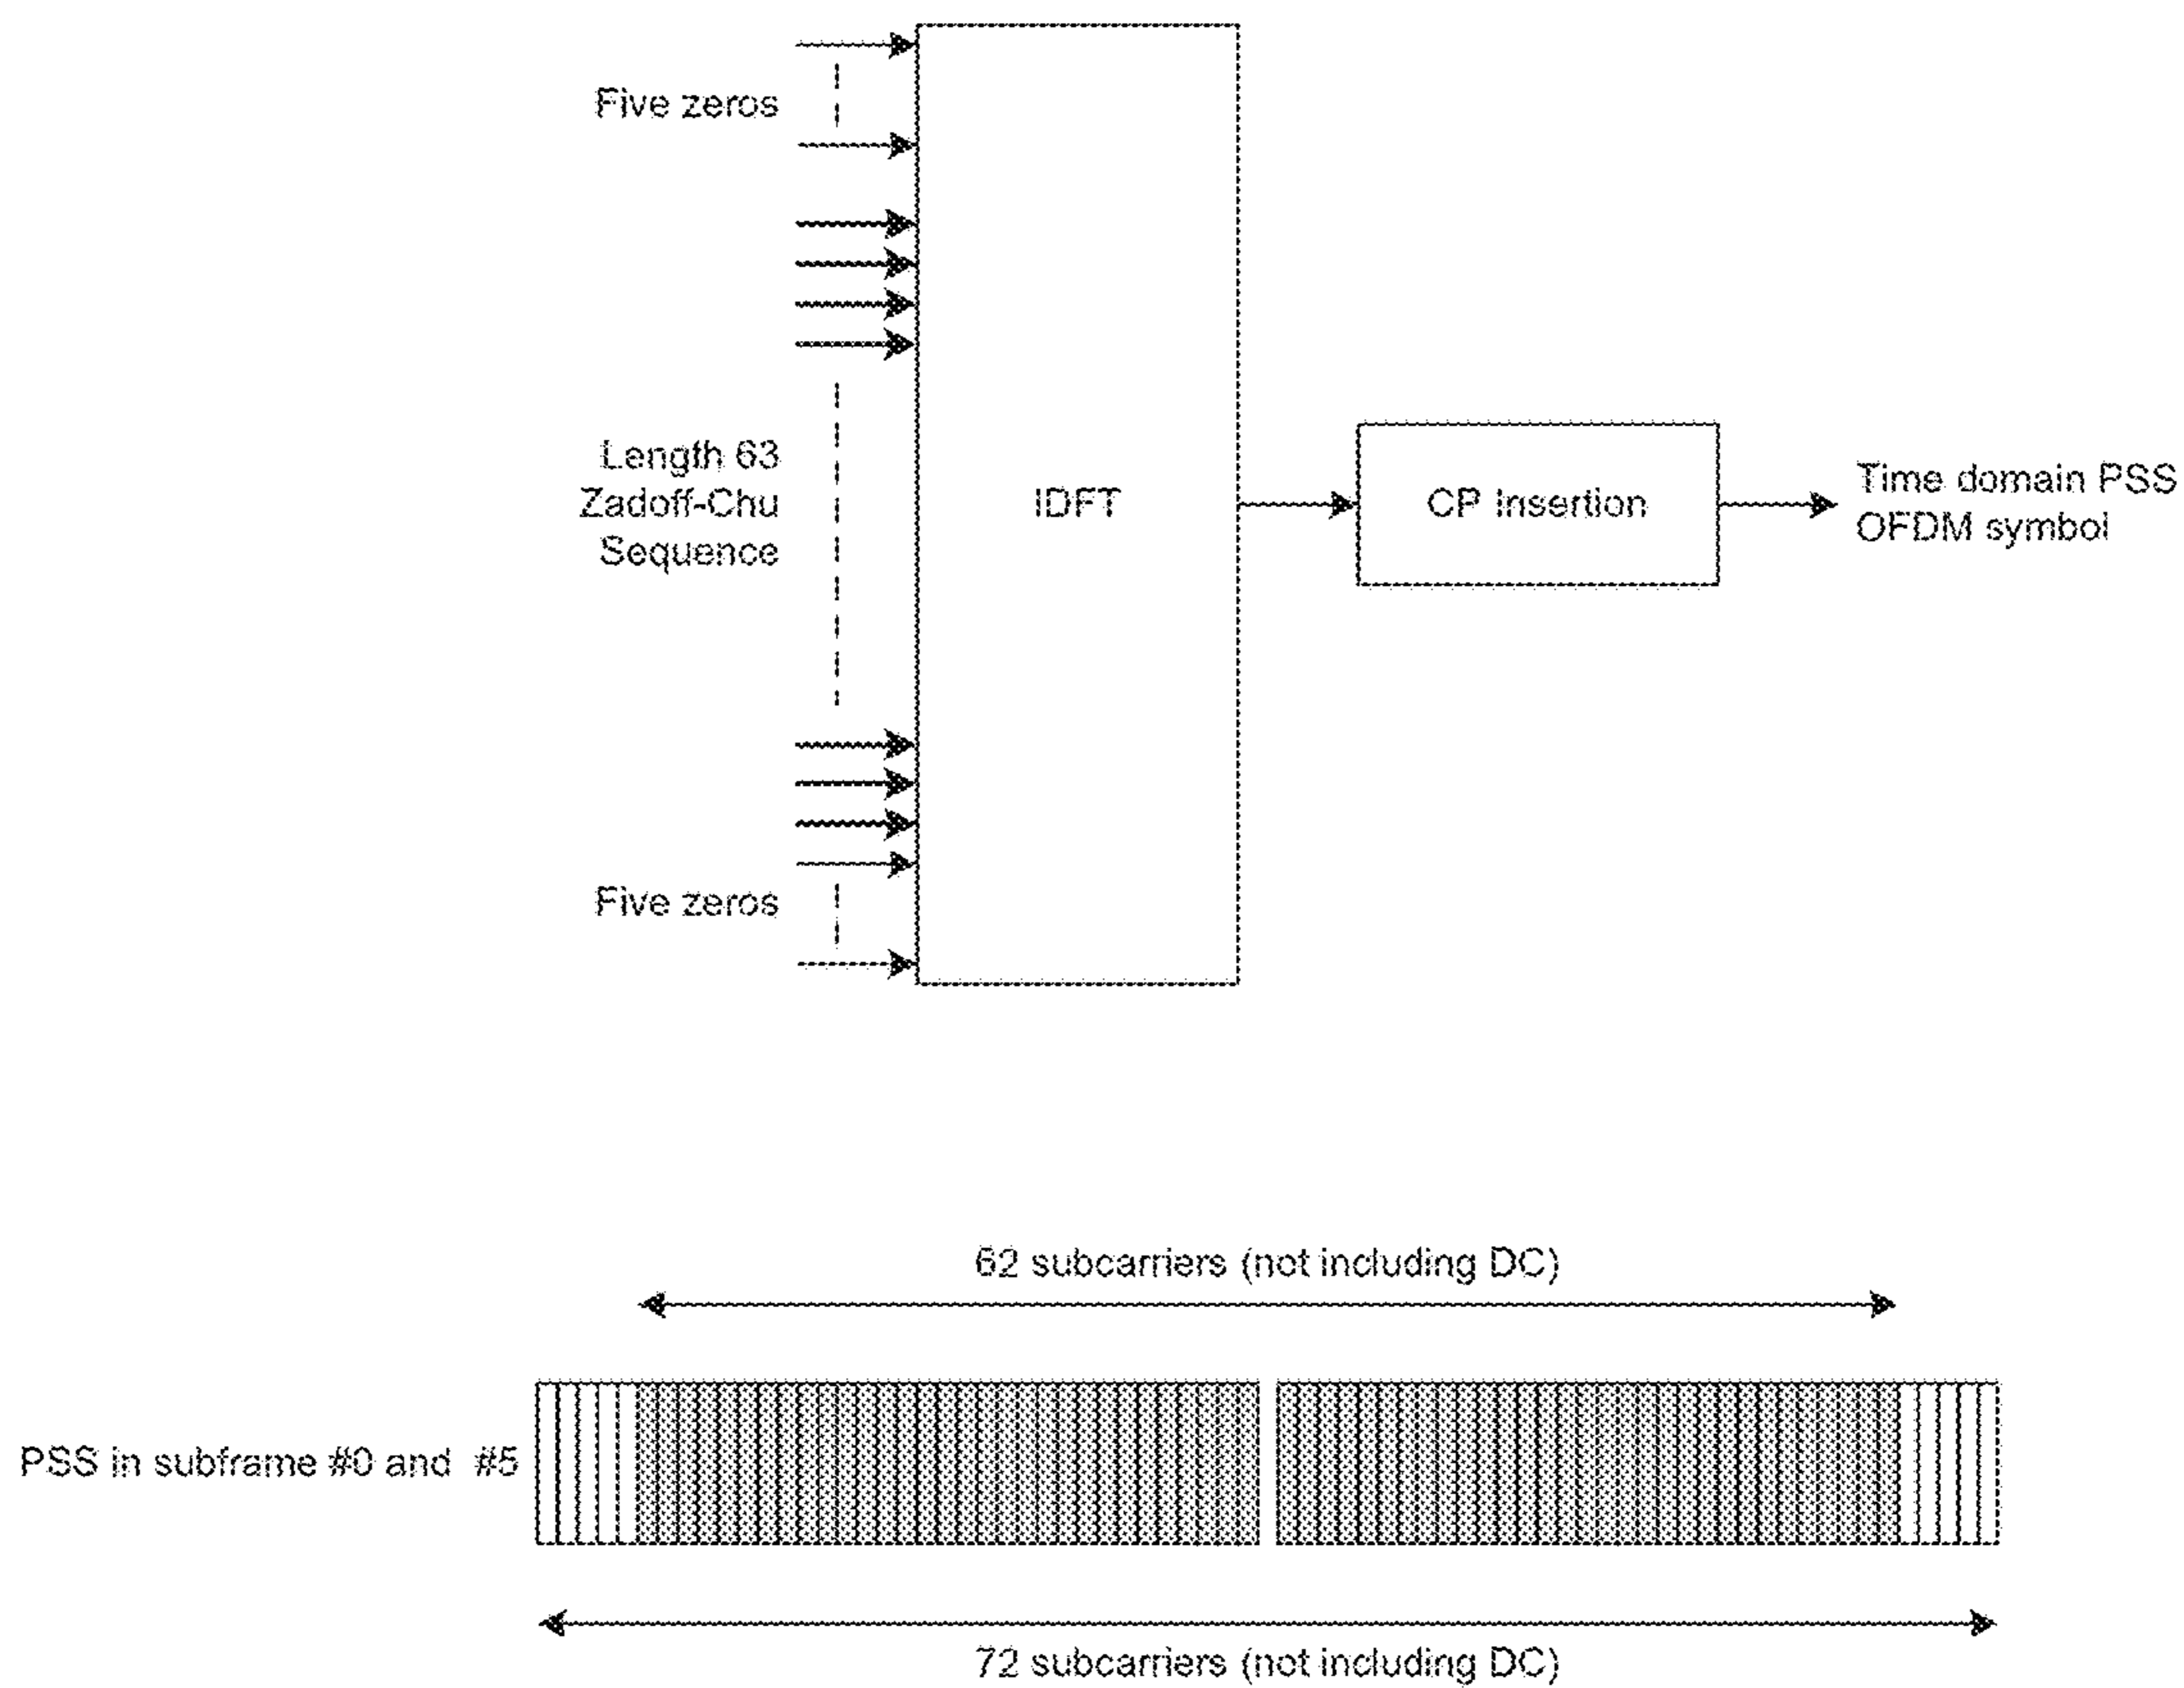 Five zeros
Length 63
Zadoff-Chu
Sequence
IDFT
CP Insertion
Time domain PSS
OFDM symbol
Five zeros
62 subcarriers (not including DC)
PSS in subframe #0 and #5
72 subcarriers (not including DC)